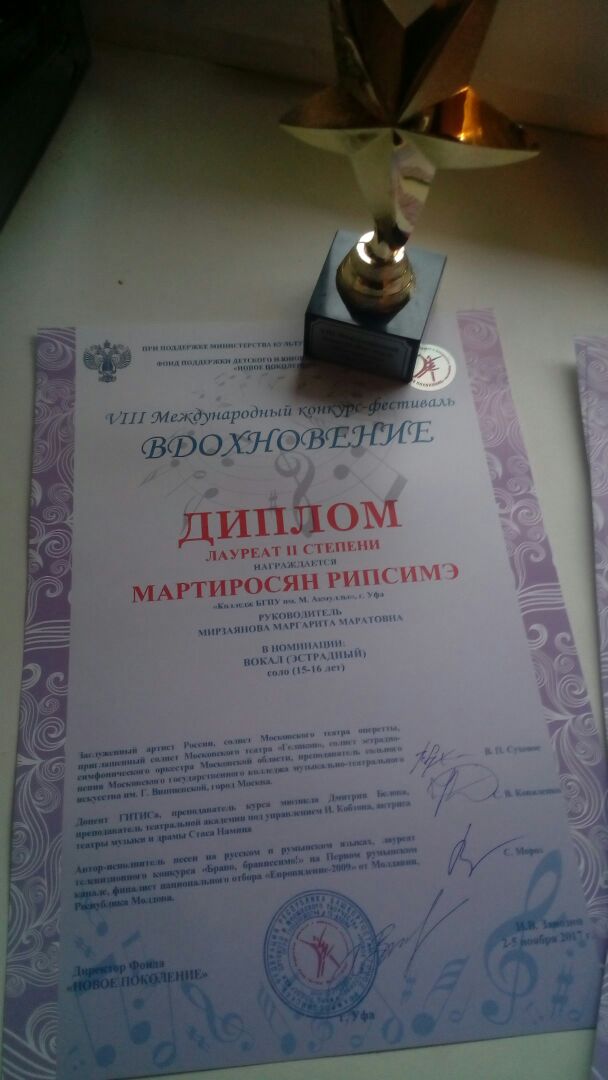 ПРИ ПОДДЕРЖКЕ МИНИСТЕРСТВА
ФОНД ПОДДЕРЖКИ ДЕТСКОГО И
«НОВОЕ
VIII Международный конкурс-фестиваль
ВДОХНОВЕНИЕ
ДИПЛОМ
ЛАУРЕАТ II СТЕПЕНИ
НАГРАЖДАЕТСЯ
МАРТИРОСЯН РИПСИМЭ
«Колледж БГПУ им. М. Акмуллы», г. Уфа
РУКОВОДИТЕЛЬ
МИРЗАЯНОВА МАРГАРИТА МАРАТОВНА
В НОМИНАЦИИ:
ВОКАЛ (ЭСТРАДНЫЙ)
соло (15-16 лет)
Заслуженный артист России, солист Московского театра оперетты,
приглашенный солист Московского театра «Геликон», солист эстрадно-
симфонического оркестра Московской области, преподаватель сольного
пения Московского государственного колледжа музыкально-театрального
искусства им. Г. Вишневской, город Москва.
В. П.
Доцент ГИТИСа, преподаватель курса мюзикла Дмитрия Белова,
преподаватель театральной академии под управлением И. Кобзона, актриса
театры музыки и драмы Стаса Намина
В. Коваленко
Автор-исполнитель песен на русском и румынском языках, лауреат
телевизионного конкурса «Браво, брависсимо!» на Первом румынском
канале, финалист национального отбора «Евровидение-2009» от Молдавии,
Республика Молдова.
С. Мороз
Директор Фонда
«НОВОЕ ПОКОЛЕНИЕ»
И.В.
2-5 ноября 2017 г.
г. Уфа